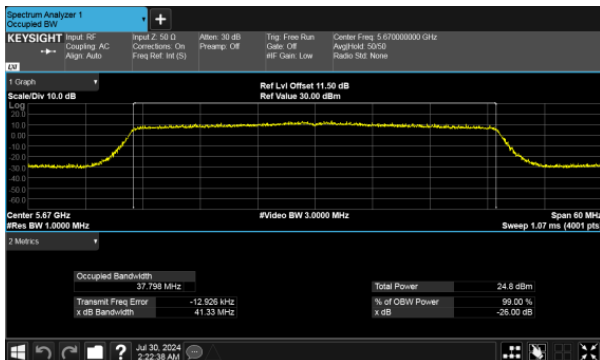 Spectrum Analyzer 1
Occupied BW
+
KEYSIGHT Input: RF Input Z: 50 Ω Atten: 30 dB Trig: Free Run Center Freq: 5.670000000 GHz
Coupling: AC Corrections: On Preamp: Off Gate: Off Avg|Hold: 50/50
Align: Auto Freq Ref: Int (S) #IF Gain: Low Radio Std: None
LXI
1 Graph
Ref Lvl Offset 11.50 dB
Scale/Div 10.0 dB Ref Value 30.00 dBm
Log
20.0
10.0
0.00
-10.0
-20.0
-30.0
-40.0
-50.0
-60.0
Center 5.67 GHz #Video BW 3.0000 MHz Span 60 MHz
#Res BW 1.0000 MHz Sweep 1.07 ms (4001 pts)
2 Metrics
Occupied Bandwidth
37.798 MHz Total Power 24.8 dBm
Transmit Freq Error -12.926 kHz % of OBW Power 99.00 %
x dB Bandwidth 41.33 MHz x dB -26.00 dB
? Jul 30, 2024
2:22:38 AM